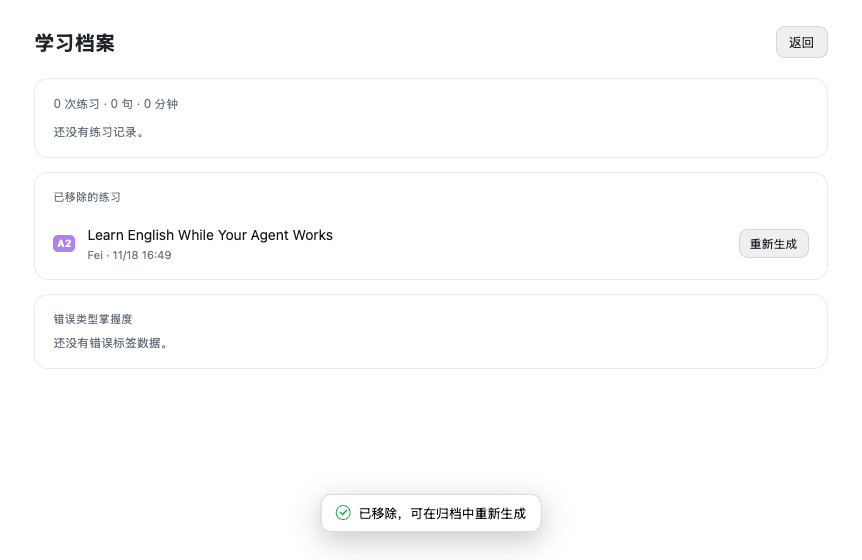 学习档案
返回
0 次练习 · 0 句 · 0 分钟
还没有练习记录。
已移除的练习
A2
Learn English While Your Agent Works
Fei · 11/18 16:49
重新生成
错误类型掌握度
还没有错误标签数据。
已移除，可在归档中重新生成